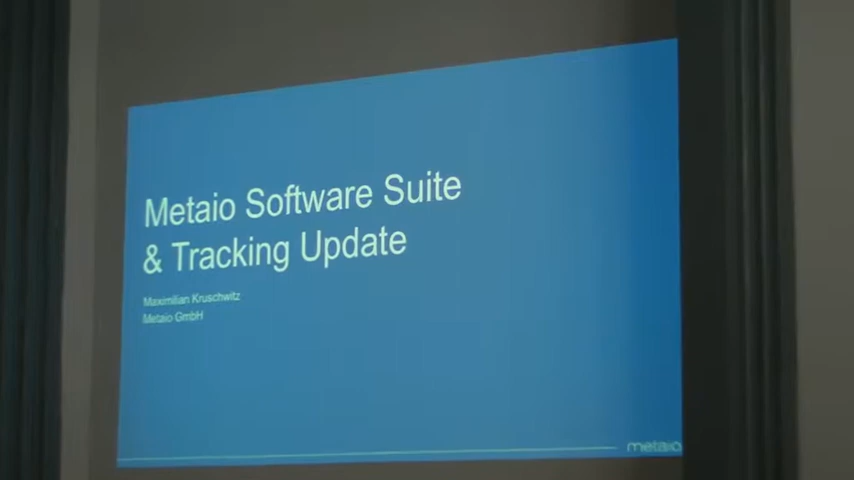 Metaio Software Suite
& Tracking Update
Maximilian Kruschwitz
Metaio GmbH
metaio